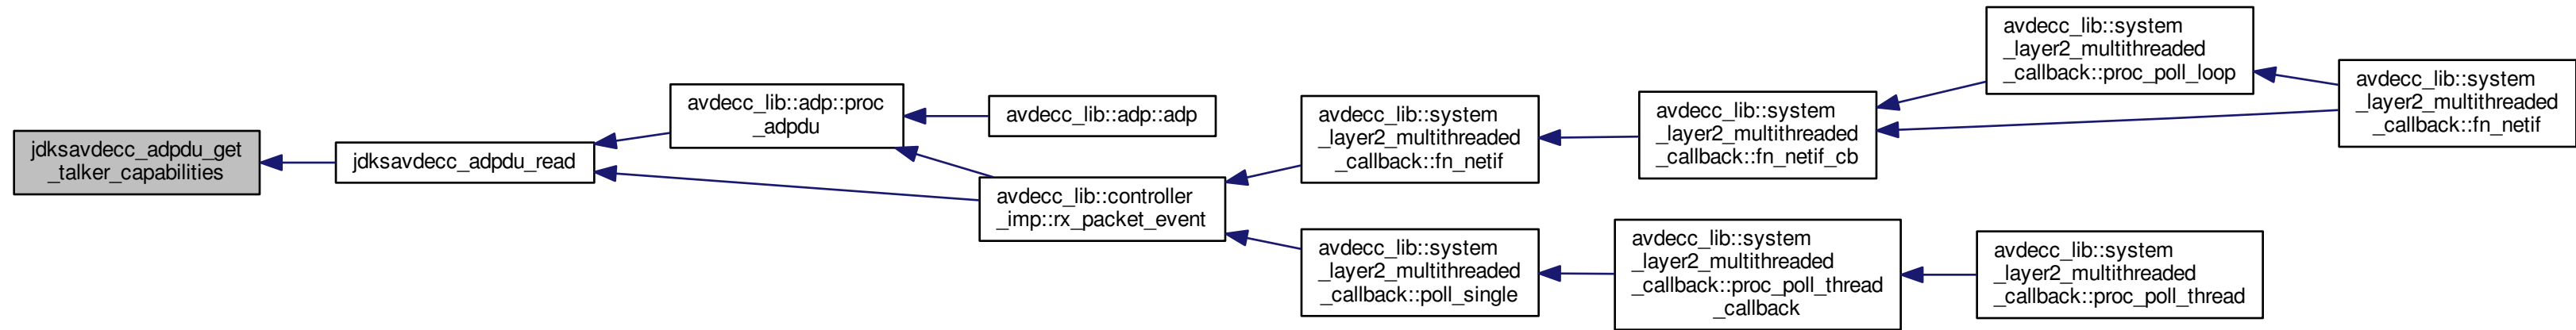 jdksavdecc_adpdu_get
_talker_capabilities
jdksavdecc_adpdu_read
avdecc_lib::adp::proc
_adpdu
avdecc_lib::adp::adp
avdecc_lib::controller
_imp::rx_packet_event
avdecc_lib::system
_layer2_multithreaded
_callback::fn_netif
avdecc_lib::system
_layer2_multithreaded
_callback::poll_single
avdecc_lib::system
_layer2_multithreaded
_callback::fn_netif_cb
avdecc_lib::system
_layer2_multithreaded
_callback::proc_poll_thread
_callback
avdecc_lib::system
_layer2_multithreaded
_callback::proc_poll_loop
avdecc_lib::system
_layer2_multithreaded
_callback::proc_poll_thread
avdecc_lib::system
_layer2_multithreaded
_callback::fn_netif